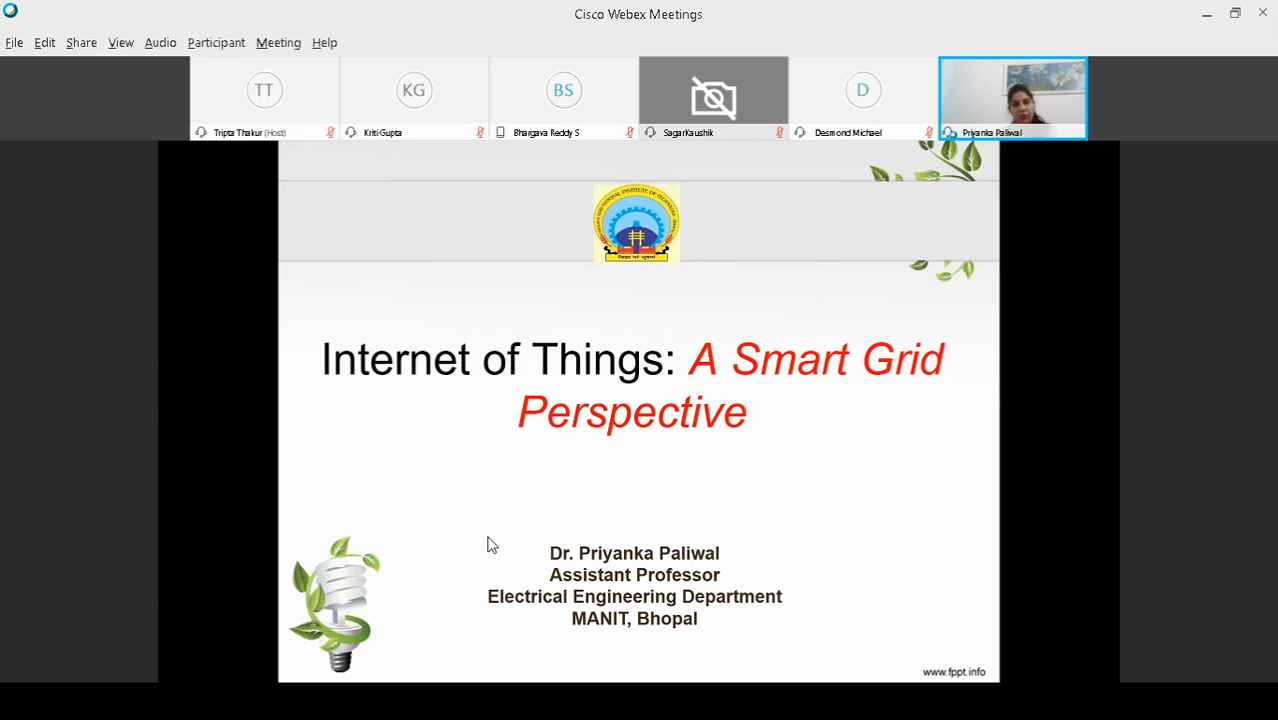 Cisco Webex Meetings
File Edit Share View Audio Participant Meeting Help
TT KG BS D
Tripta Thakur (Host) Kriti Gupta Bhargava Reddy S Sagar Kaushik Desmond Michael Priyanka Paliwal
Internet of Things: A Smart Grid
Perspective
Dr. Priyanka Paliwal
Assistant Professor
Electrical Engineering Department
MANIT, Bhopal
www.fppt.info